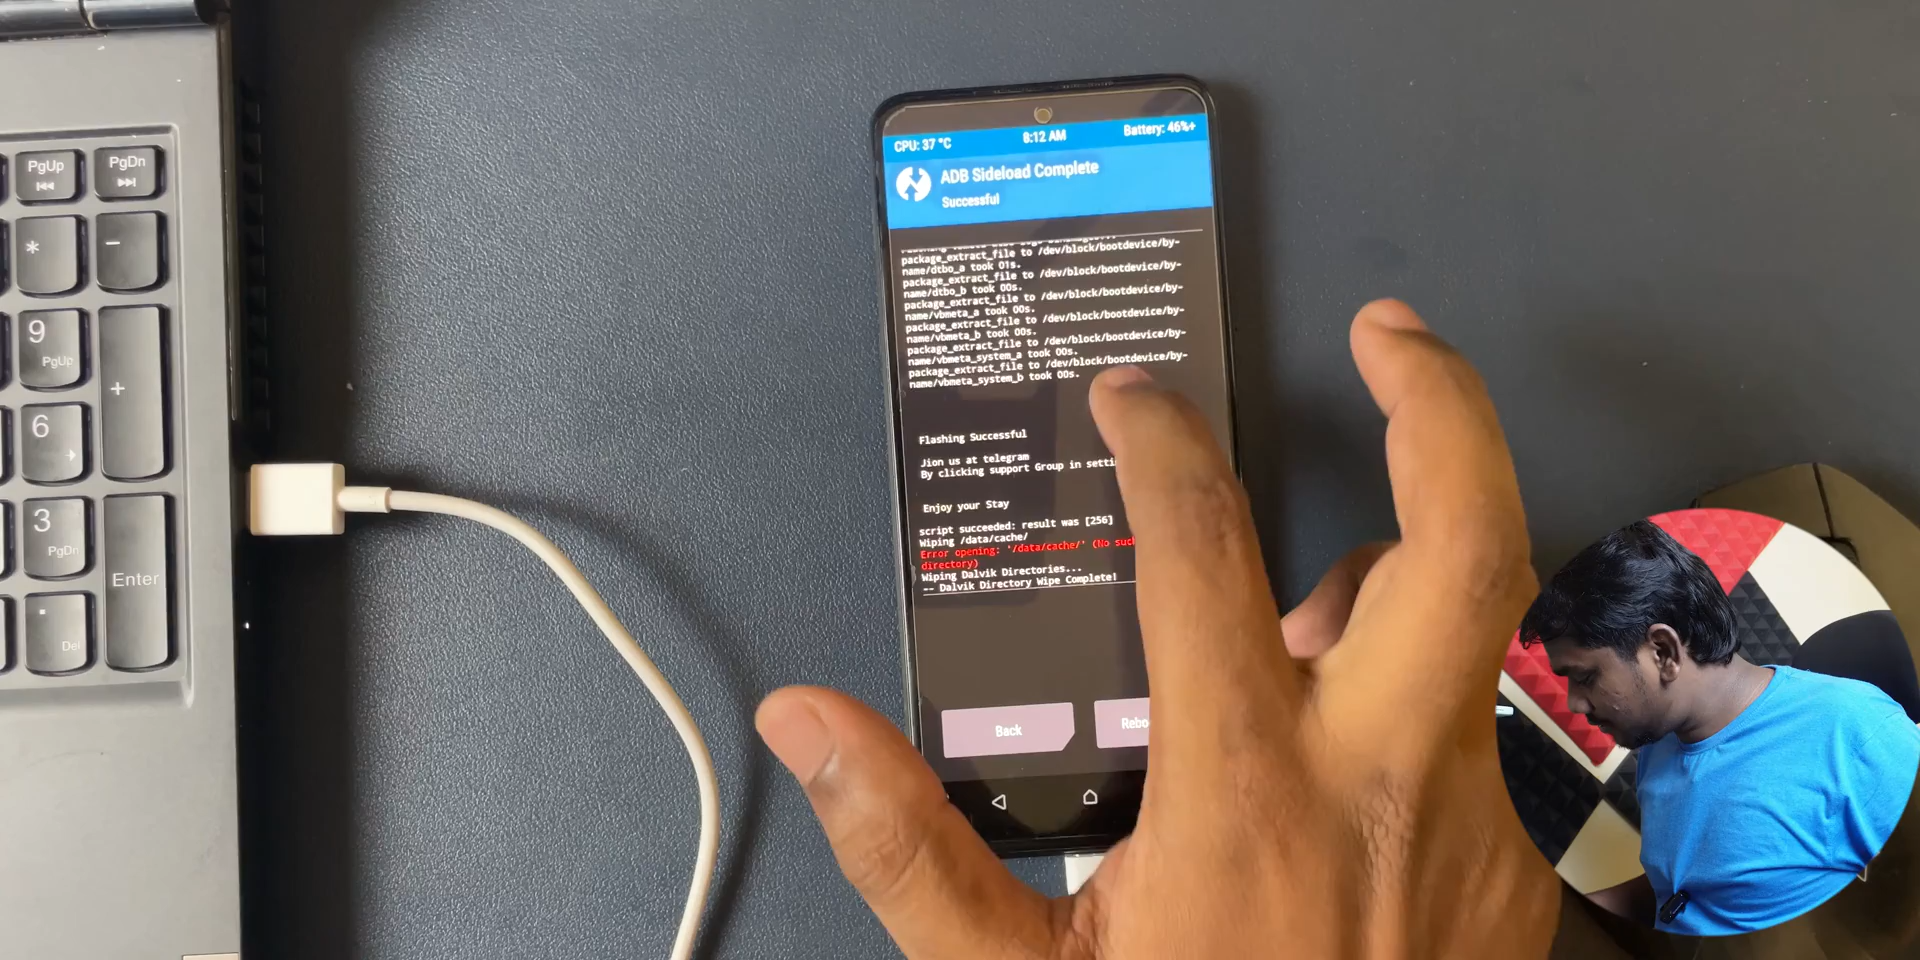 PgUp
PgDn
*
-
9
PgUp
+
6
3
PgDn
Enter
.
Del
CPU: 37 °C
8:12 AM
Battery: 46%+
ADB Sideload Complete
Successful
package_extract_file to /dev/block/bootdevice/by-
name/dtbo_a took 01s.
package_extract_file to /dev/block/bootdevice/by-
name/dtbo_b took 00s.
package_extract_file to /dev/block/bootdevice/by-
name/vbmeta_a took 00s.
package_extract_file to /dev/block/bootdevice/by-
name/vbmeta_b took 00s.
package_extract_file to /dev/block/bootdevice/by-
name/vbmeta_system_a took 00s.
package_extract_file to /dev/block/bootdevice/by-
name/vbmeta_system_b took 00s.
Flashing Successful
Jion us at telegram
By clicking support Group in
Enjoy your Stay
script succeeded: result was [256]
Wiping /data/cache/
Error opening: '/data/cache/' (No
directory)
Wiping Dalvik Directories...
-- Dalvik Directory Wipe Complete!
Back